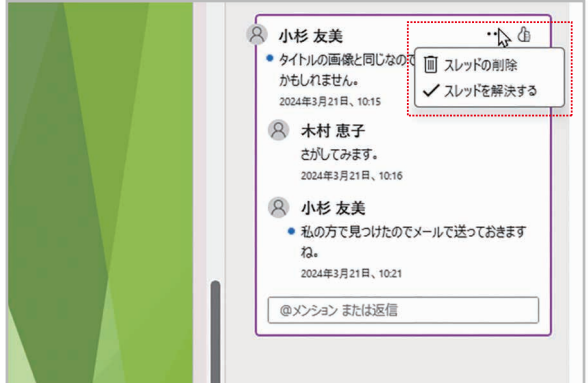 小杉 友美
タイトルの画像と同じなので
かもしれません。
2024年3月21日、10:15
スレッドの削除
スレッドを解決する
木村 恵子
さがしてみます。
2024年3月21日、10:16
小杉 友美
私の方で見つけたのでメールで送っておきます
ね。
2024年3月21日、10:21
@メンション または返信